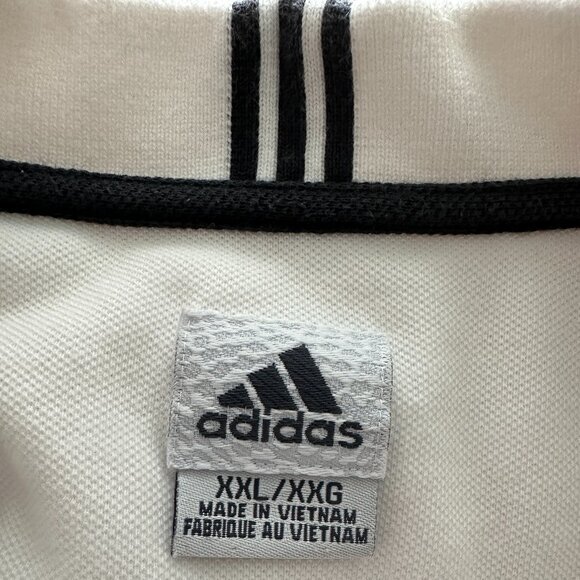 adidas
XXL/XXG
MADE IN VIETNAM
FABRIQUE AU VIETNAM